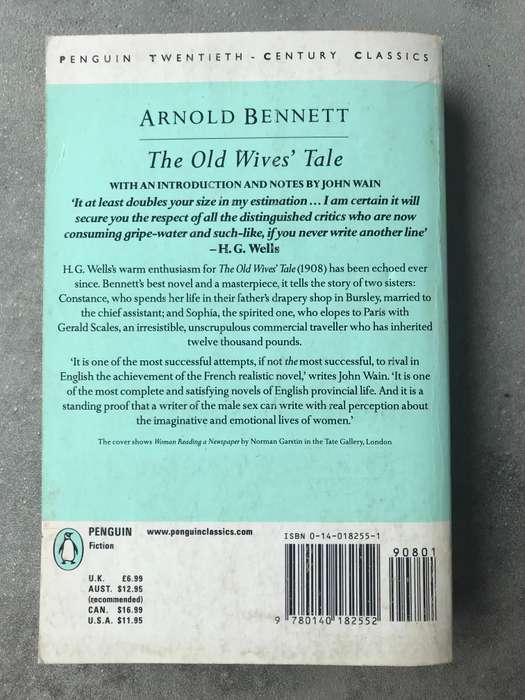 PENGUIN TWENTIETH-CENTURY CLASSICS
ARNOLD BENNETT
The Old Wives' Tale
WITH AN INTRODUCTION AND NOTES BY JOHN WAIN
'It at least doubles your size in my estimation ... I am certain it will
secure you the respect of all the distinguished critics who are now
consuming gripe-water and such-like, if you never write another line'
– H. G. Wells
H. G. Wells's warm enthusiasm for The Old Wives' Tale (1908) has been echoed ever
since. Bennett's best novel and a masterpiece, it tells the story of two sisters:
Constance, who spends her life in their father's drapery shop in Bursley, married to
the chief assistant; and Sophia, the spirited one, who elopes to Paris with
Gerald Scales, an irresistible, unscrupulous commercial traveller who has inherited
twelve thousand pounds.
'It is one of the most successful attempts, if not the most successful, to rival in
English the achievement of the French realistic novel,' writes John Wain. 'It is one
of the most complete and satisfying novels of English provincial life. And it is a
standing proof that a writer of the male sex can write with real perception about
the imaginative and emotional lives of women.'
The cover shows Woman Reading a Newspaper by Norman Garstin in the Tate Gallery, London
PENGUIN www.penguinclassics.com
Fiction
U.K. £6.99
AUST. $12.95
(recommended)
CAN. $16.99
U.S.A. $11.95
ISBN 0-14-018255-1
90801
9 780140 182552